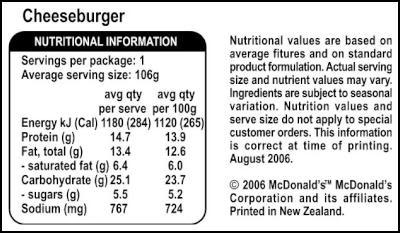 Cheeseburger
NUTRITIONAL INFORMATION
Servings per package: 1
Average serving size: 106g
avg qty avg qty
per serve per 100g
Energy kJ (Cal) 1180 (284) 1120 (265)
Protein (g) 14.7 13.9
Fat, total (g) 13.4 12.6
- saturated fat (g) 6.4 6.0
Carbohydrate (g) 25.1 23.7
- sugars (g) 5.5 5.2
Sodium (mg) 767 724
Nutritional values are based on
average fitures and on standard
product formulation. Actual serving
size and nutrient values may vary.
Ingredients are subject to seasonal
variation. Nutrition values and
serve size do not apply to special
customer orders. This information
is correct at time of printing.
August 2006.
© 2006 McDonald's™ McDonald's
Corporation and its affiliates.
Printed in New Zealand.